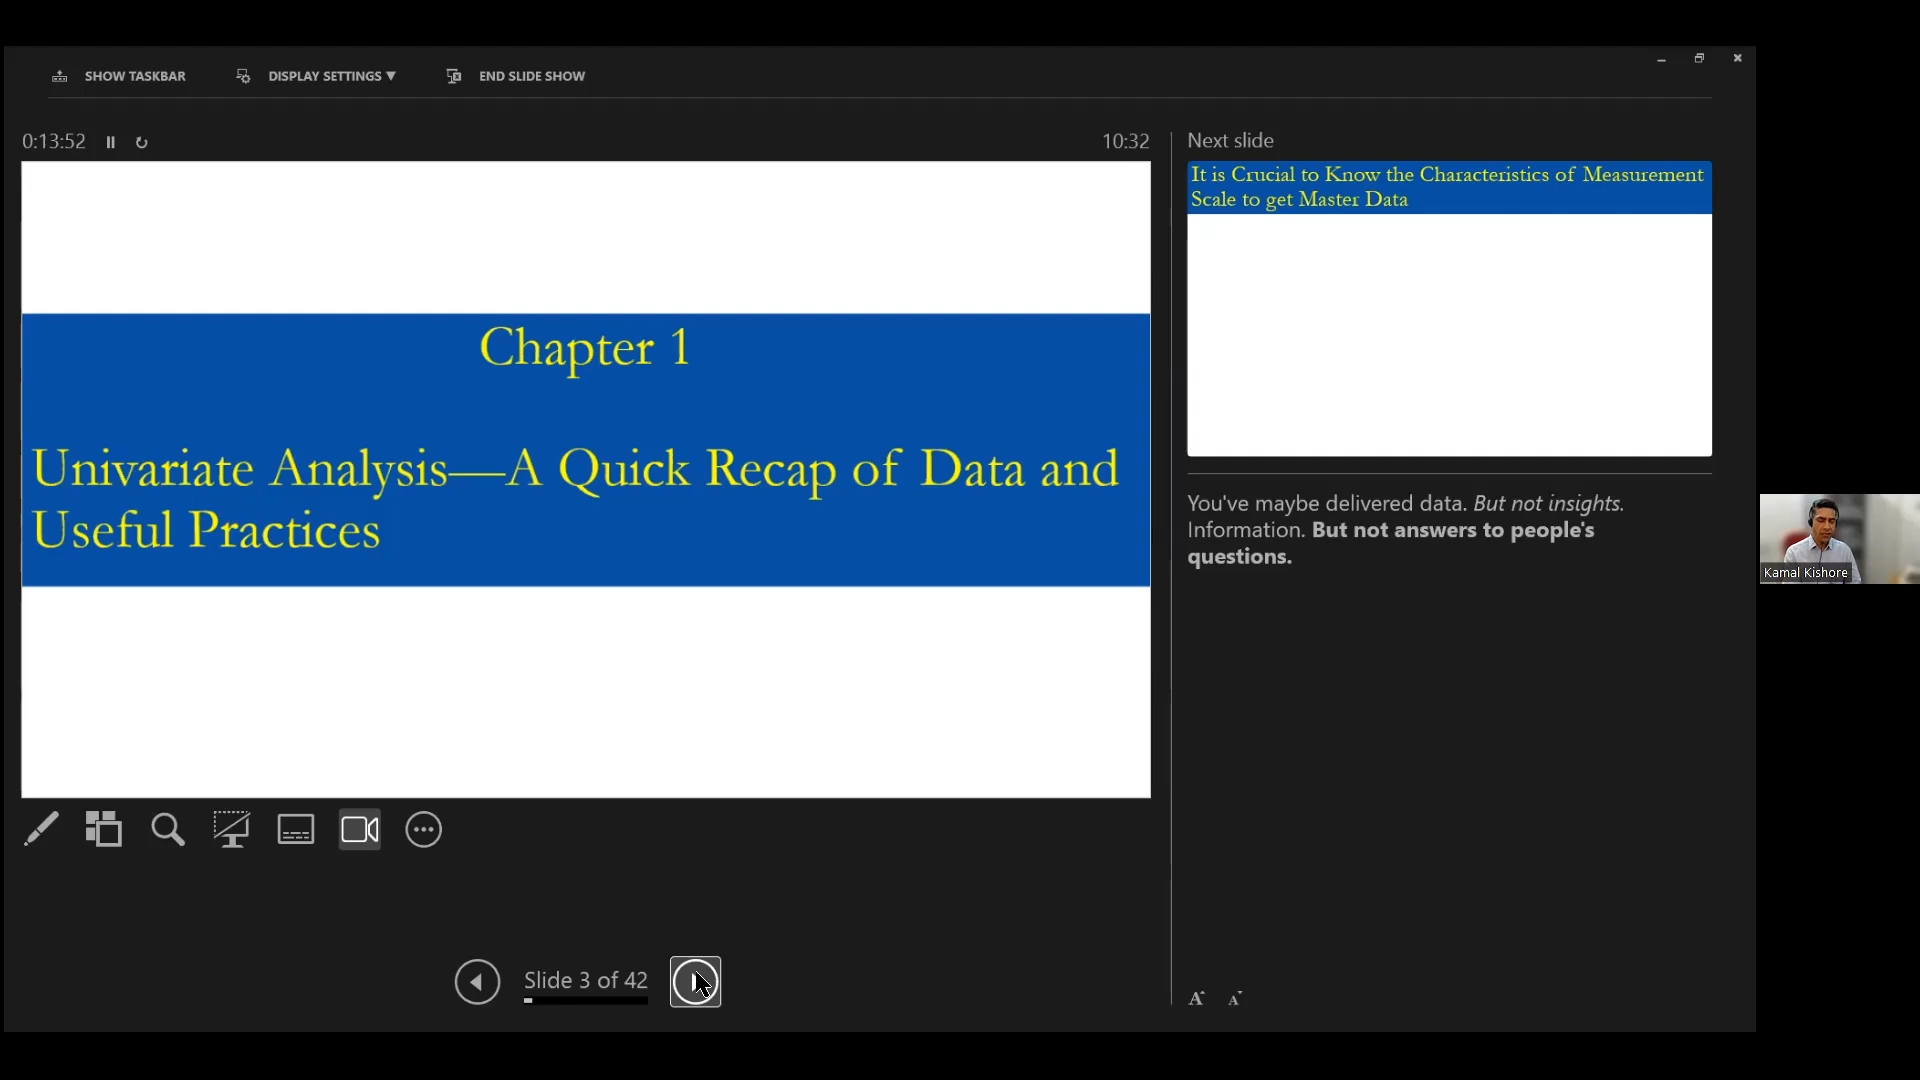 SHOW TASKBAR
DISPLAY SETTINGS ▼
END SLIDE SHOW
0:13:52
10:32
Chapter 1
Univariate Analysis—A Quick Recap of Data and
Useful Practices
Slide 3 of 42
Next slide
It is Crucial to Know the Characteristics of Measurement
Scale to get Master Data
You've maybe delivered data. But not insights.
Information. But not answers to people's
questions.
A A
Kamal Kishore